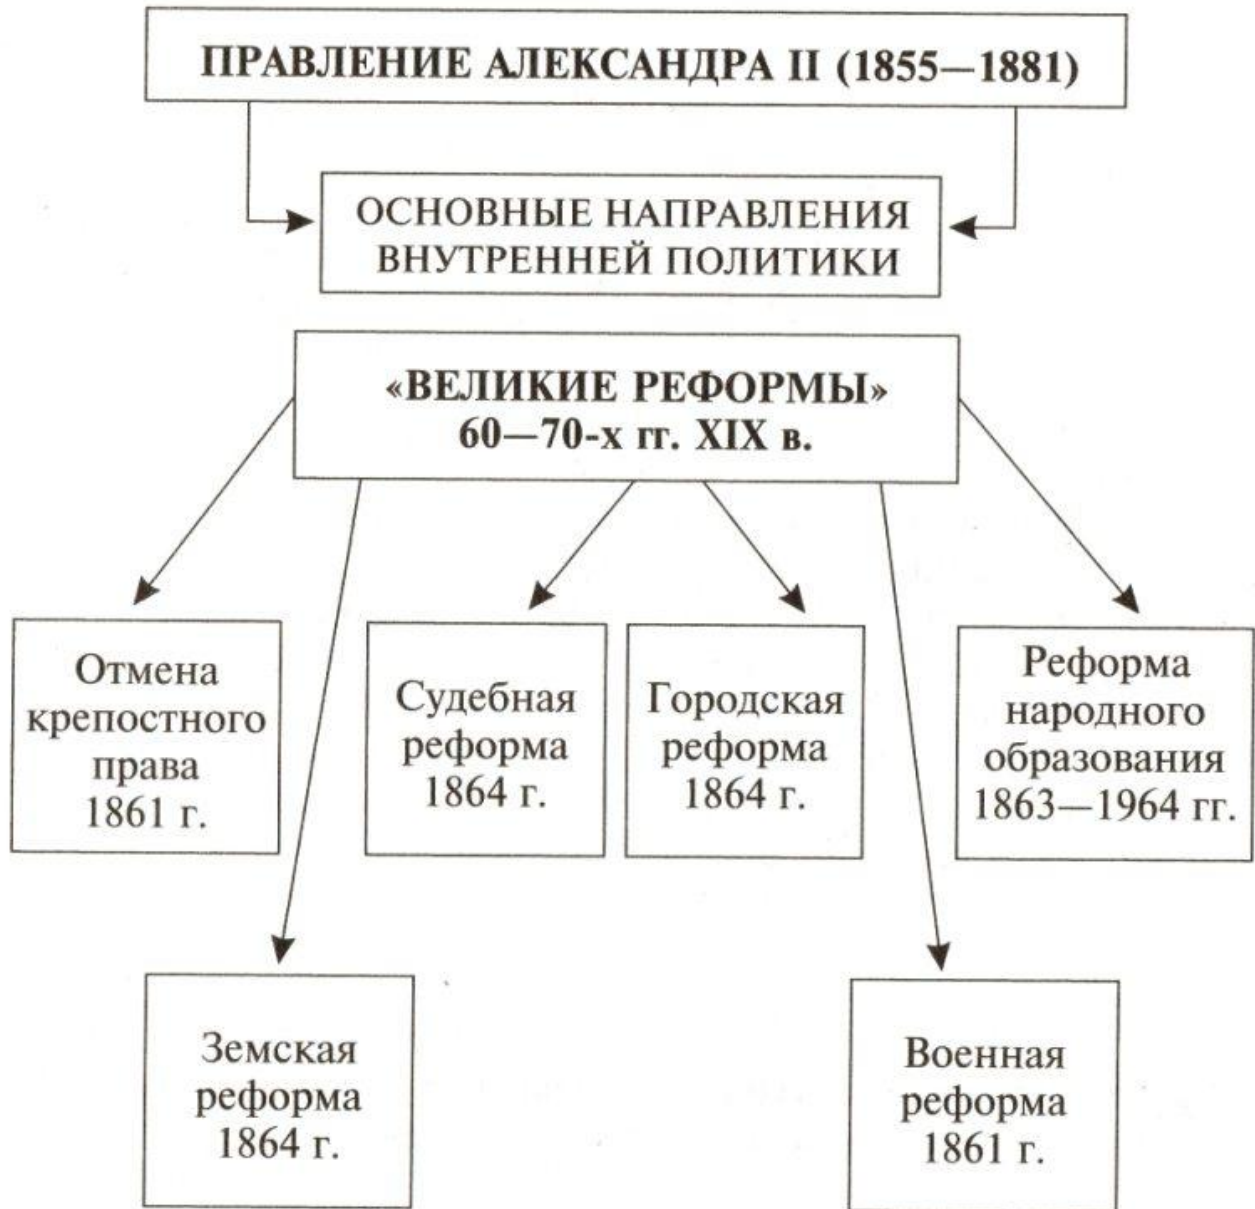 ПРАВЛЕНИЕ АЛЕКСАНДРА II (1855—1881)
ОСНОВНЫЕ НАПРАВЛЕНИЯ
ВНУТРЕННЕЙ ПОЛИТИКИ
«ВЕЛИКИЕ РЕФОРМЫ»
60—70-х гг. XIX в.
Отмена
крепостного
права
1861 г.
Судебная
реформа
1864 г.
Городская
реформа
1864 г.
Реформа
народного
образования
1863—1964 гг.
Земская
реформа
1864 г.
Военная
реформа
1861 г.